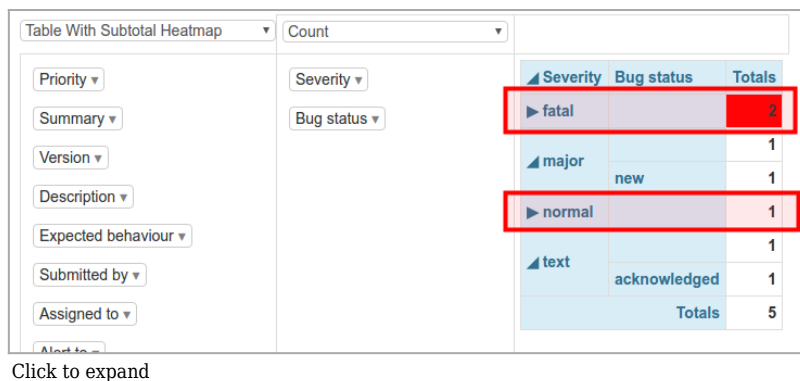 Table With Subtotal Heatmap ▼ Count ▼
Priority ▾
Summary ▾
Version ▾
Description ▾
Expected behaviour ▾
Submitted by ▾
Assigned to ▾
Alert to ▾
Severity ▾
Bug status ▾
◢ Severity Bug status Totals
▶ fatal 2
◢ major 1
new 1
▶ normal 1
◢ text 1
acknowledged 1
Totals 5
Click to expand